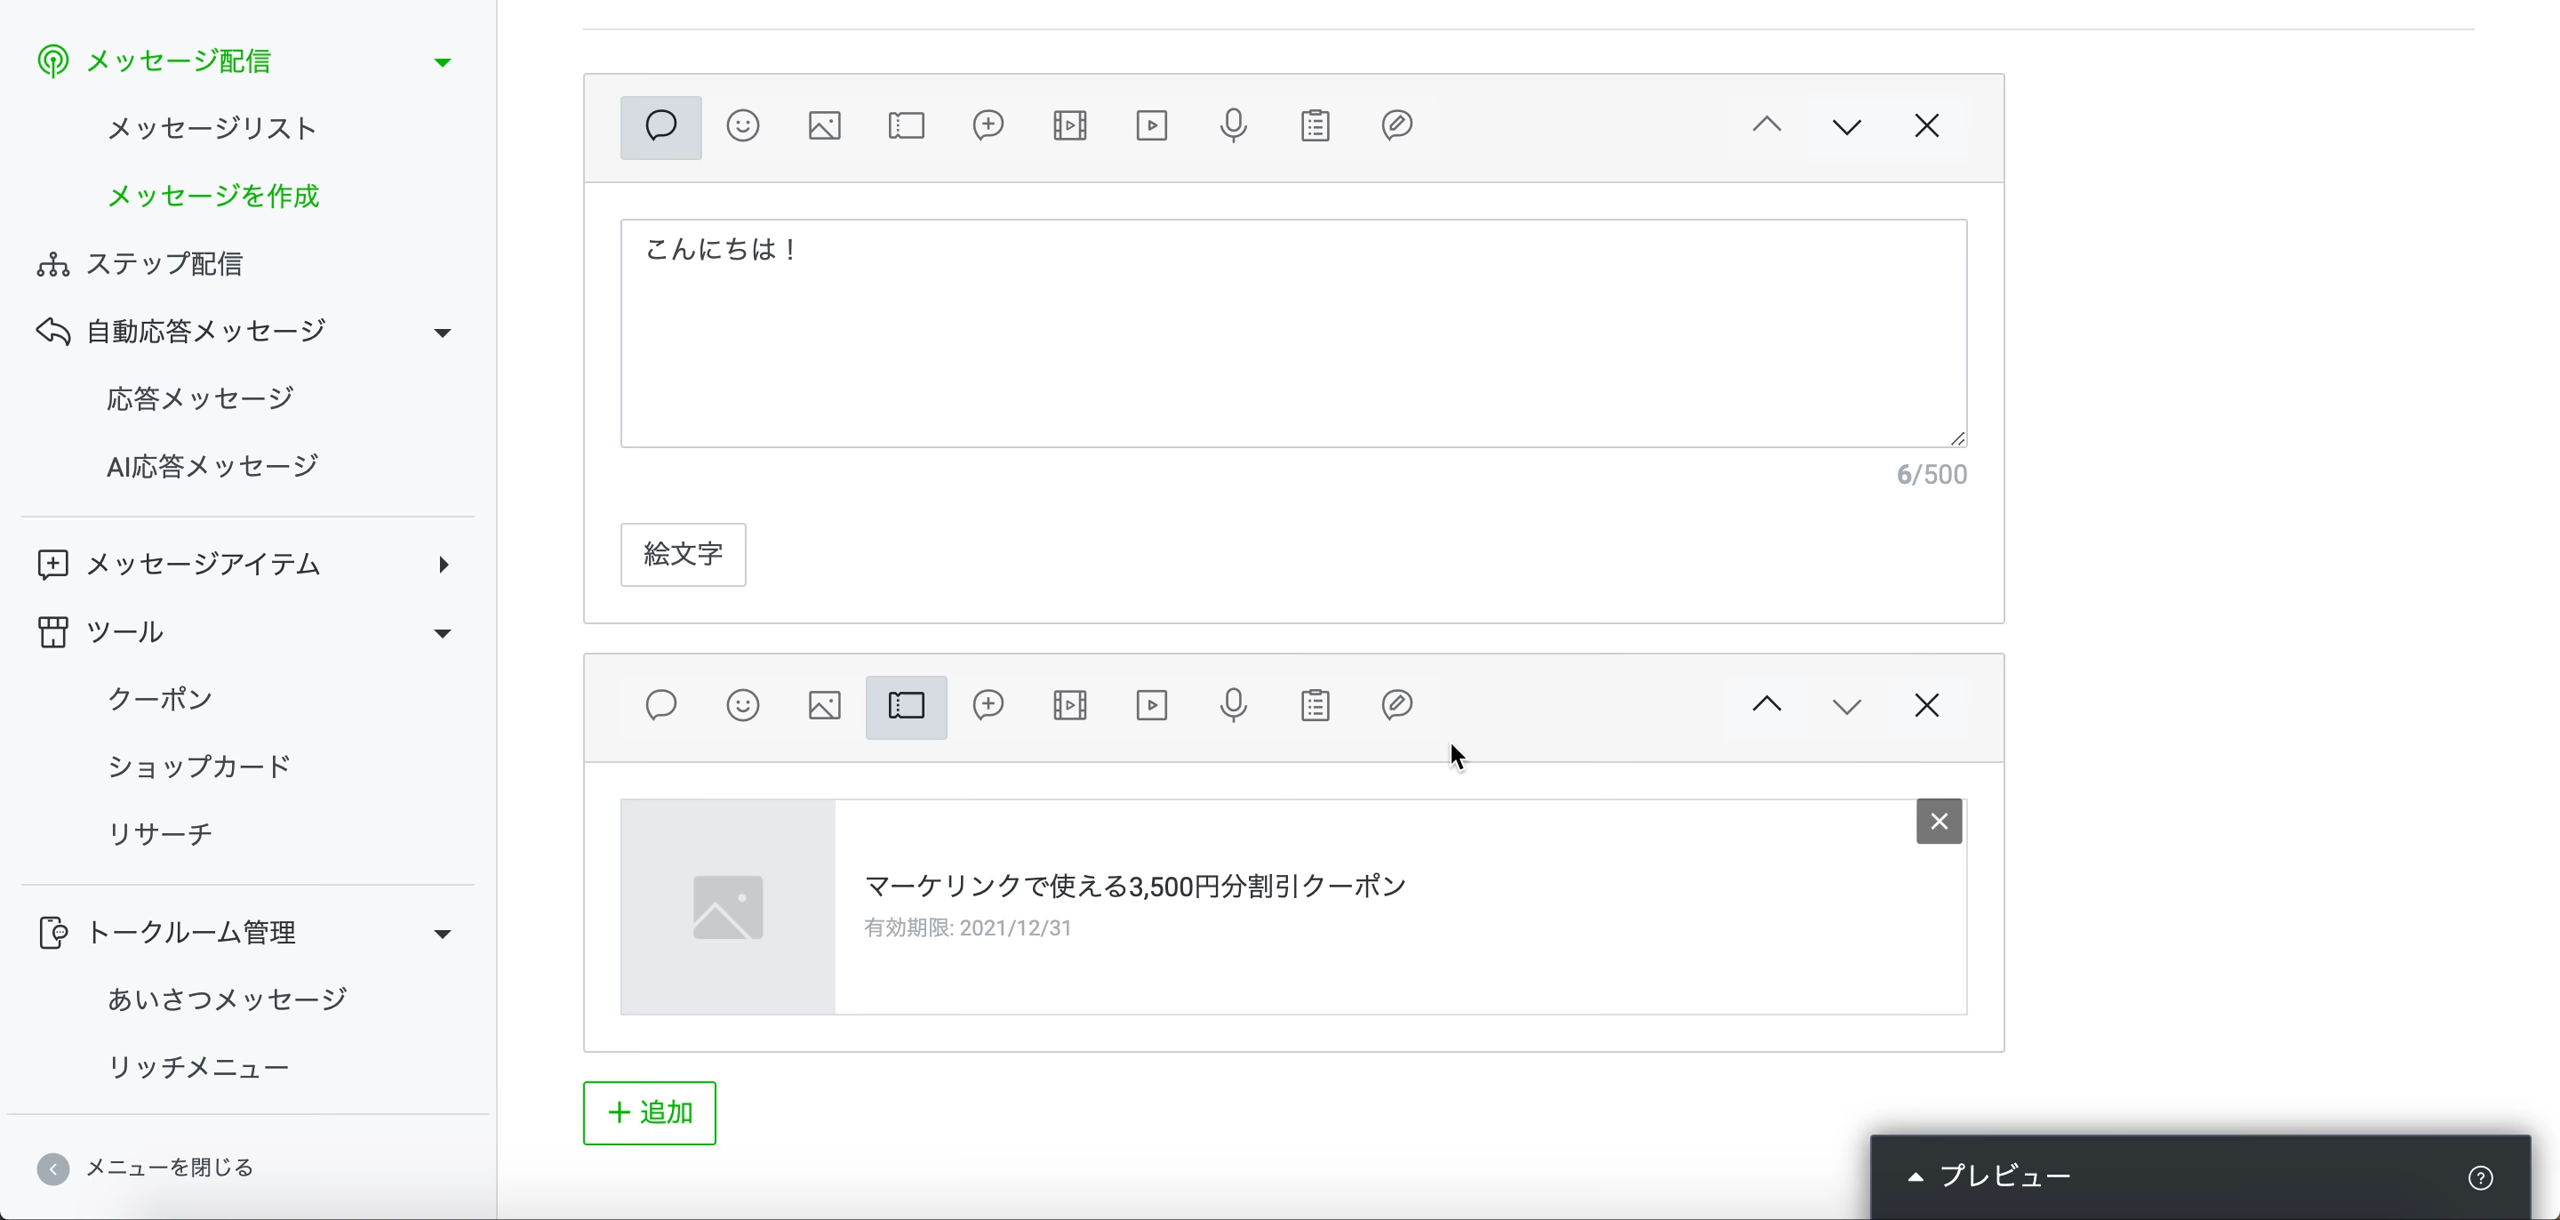 メッセージ配信
メッセージリスト
メッセージを作成
ステップ配信
自動応答メッセージ
応答メッセージ
AI応答メッセージ
メッセージアイテム
ツール
クーポン
ショップカード
リサーチ
トークルーム管理
あいさつメッセージ
リッチメニュー
メニューを閉じる
こんにちは！
6/500
絵文字
マーケリンクで使える3,500円分割引クーポン
有効期限: 2021/12/31
+ 追加
プレビュー